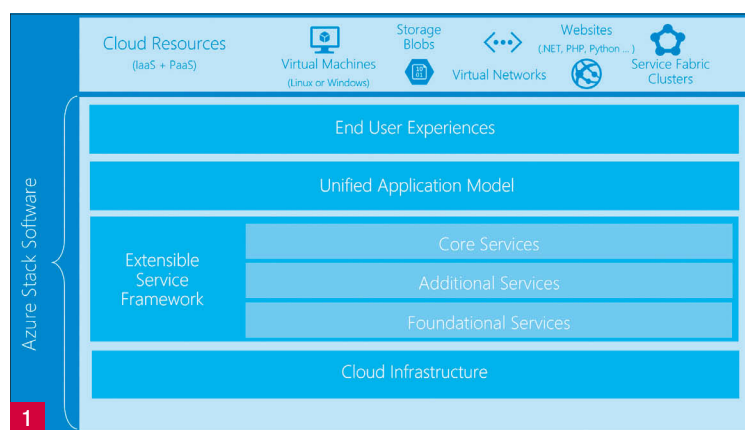 Cloud Resources
(IaaS + PaaS)
Virtual Machines
(Linux or Windows)
Storage
Blobs
10
01
Virtual Networks
Websites
(.NET, PHP, Python ... )
Service Fabric
Clusters
Azure Stack Software
End User Experiences
Unified Application Model
Extensible
Service
Framework
Core Services
Additional Services
Foundational Services
Cloud Infrastructure
1